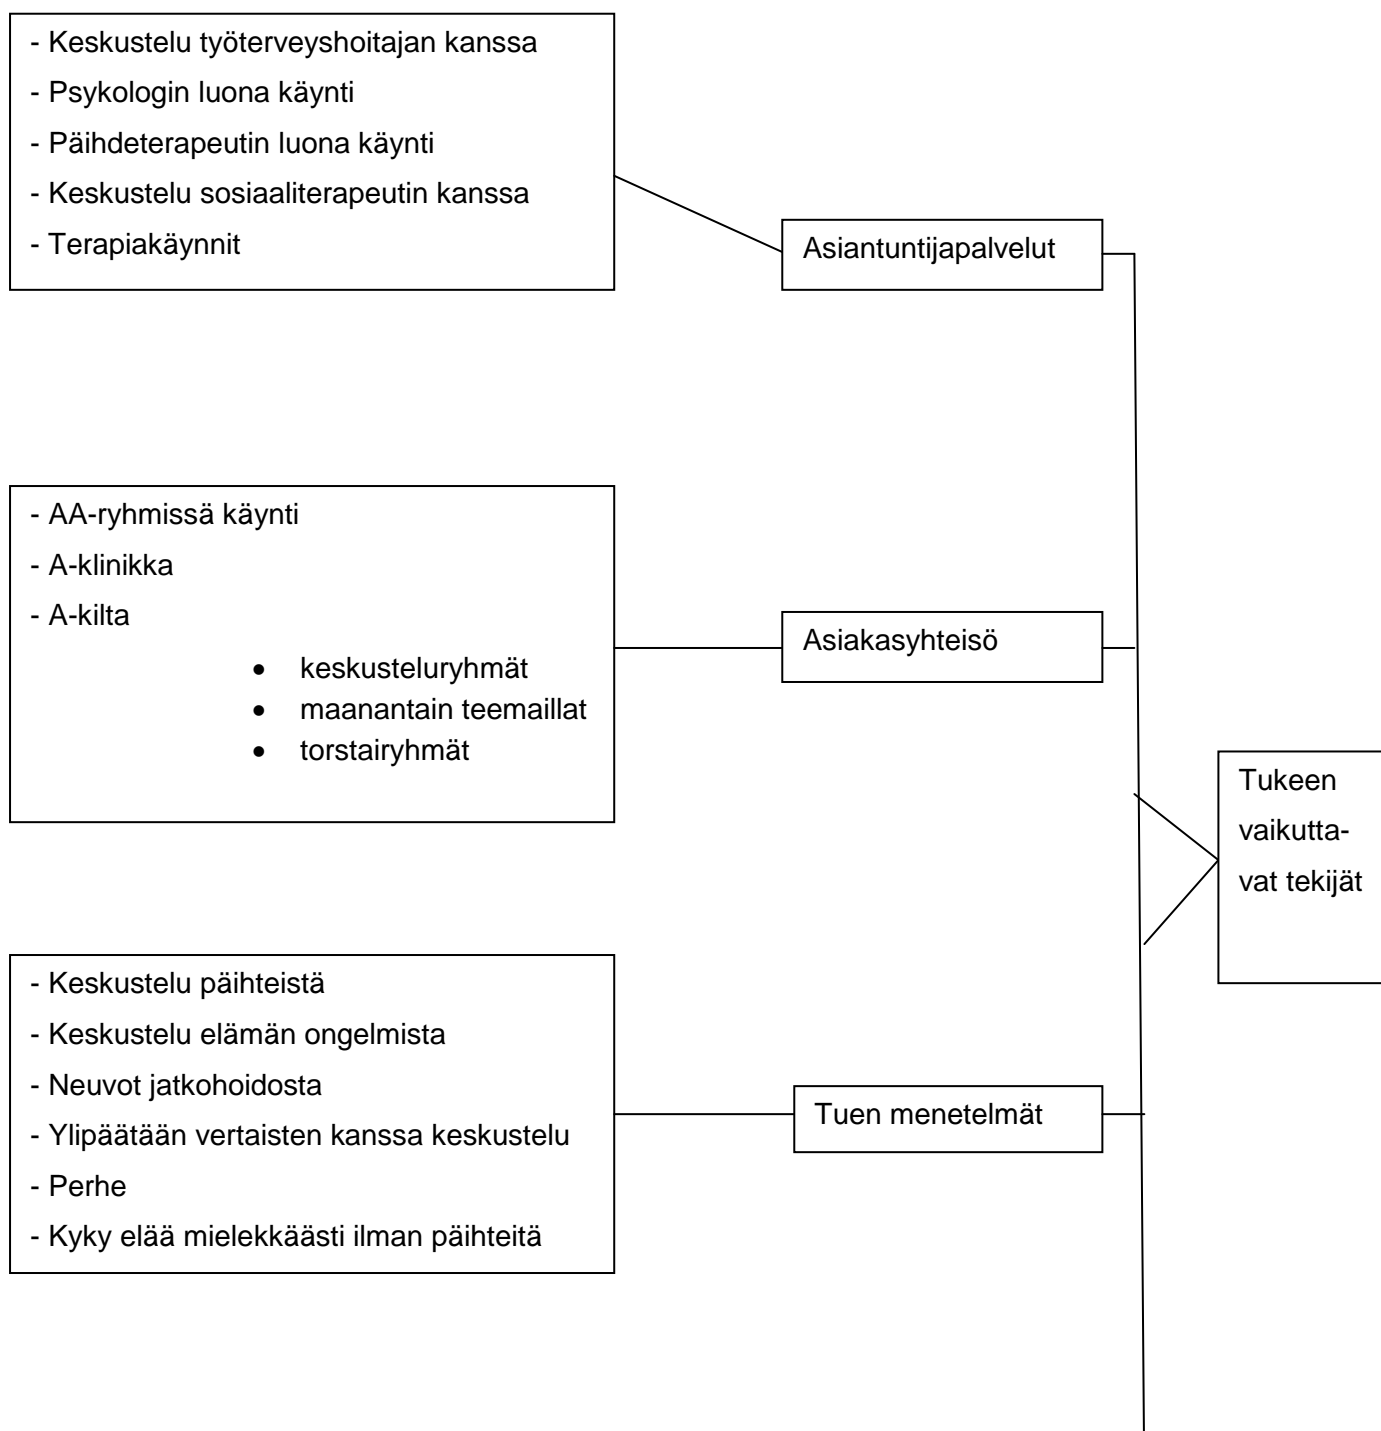 - Keskustelu työterveyshoitajan kanssa
- Psykologin luona käynti
- Päihdeterapeutin luona käynti
- Keskustelu sosiaaliterapeutin kanssa
- Terapiakäynnit
Asiantuntijapalvelut
- AA-ryhmissä käynti
- A-klinikka
- A-kilta
• keskusteluryhmät
• maanantain teemaillat
• torstairyhmät
Asiakasyhteisö
Tukeen
vaikutta-
vat tekijät
- Keskustelu päihteistä
- Keskustelu elämän ongelmista
- Neuvot jatkohoidosta
- Ylipäätään vertaisten kanssa keskustelu
- Perhe
- Kyky elää mielekkäästi ilman päihteitä
Tuen menetelmät